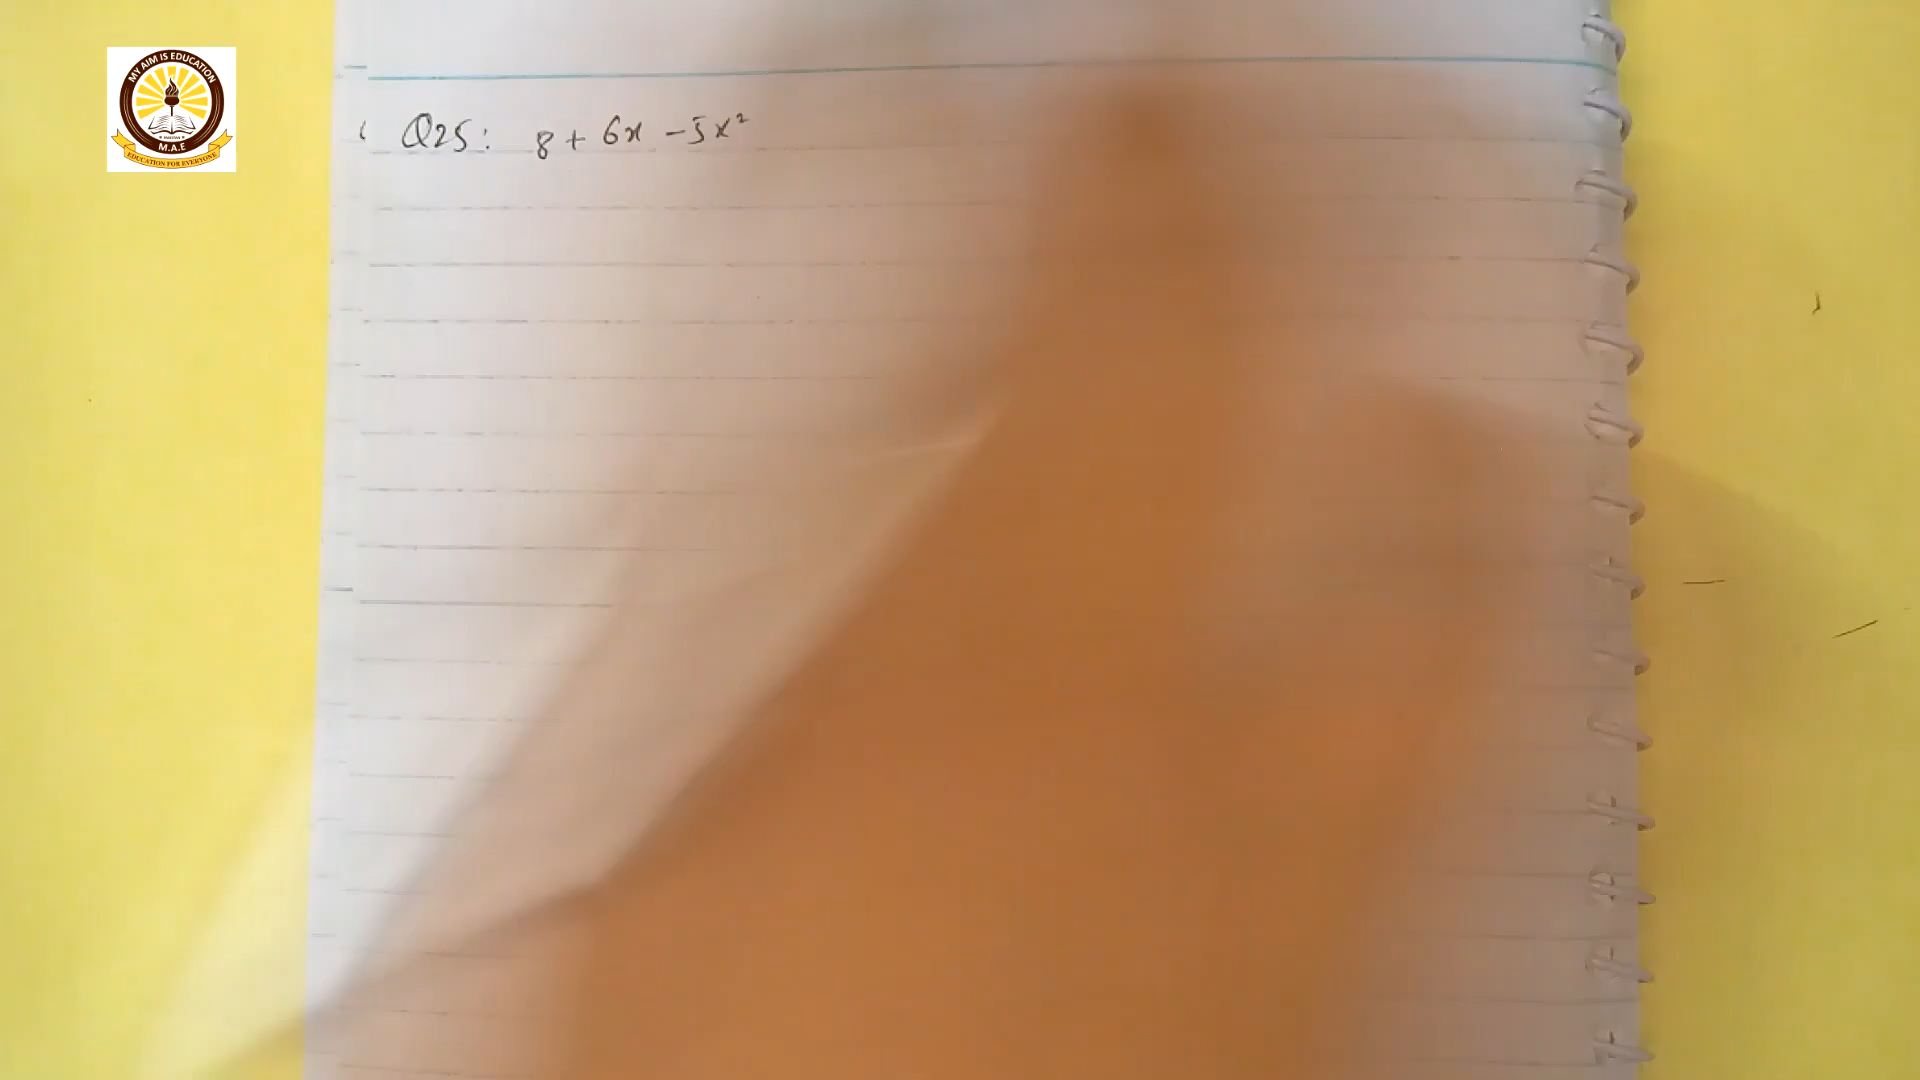 MY AIM IS EDUCATION
M.A.E
EDUCATION FOR EVERYONE
Q25: 8 + 6x - 5x²